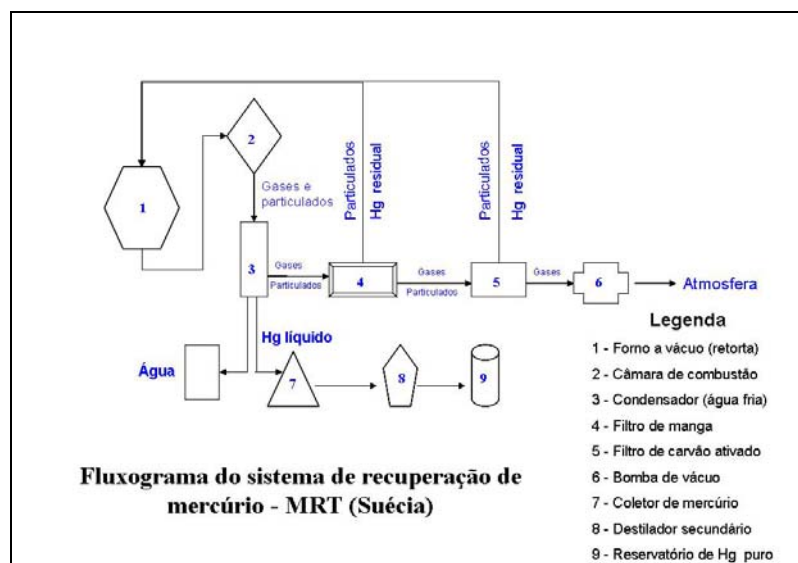 Particulados
Hg residual
Particulados
Hg residual
2
Gases e
particulados
1
3
Gases
Particulados
4
Gases
Particulados
5
Gases
6
Atmosfera
Hg líquido
Água
7
8
9
Legenda
1 - Forno a vácuo (retorta)
2 - Câmara de combustão
3 - Condensador (água fria)
4 - Filtro de manga
5 - Filtro de carvão ativado
6 - Bomba de vácuo
7 - Coletor de mercúrio
8 - Destilador secundário
9 - Reservatório de Hg puro
Fluxograma do sistema de recuperação de
mercúrio - MRT (Suécia)